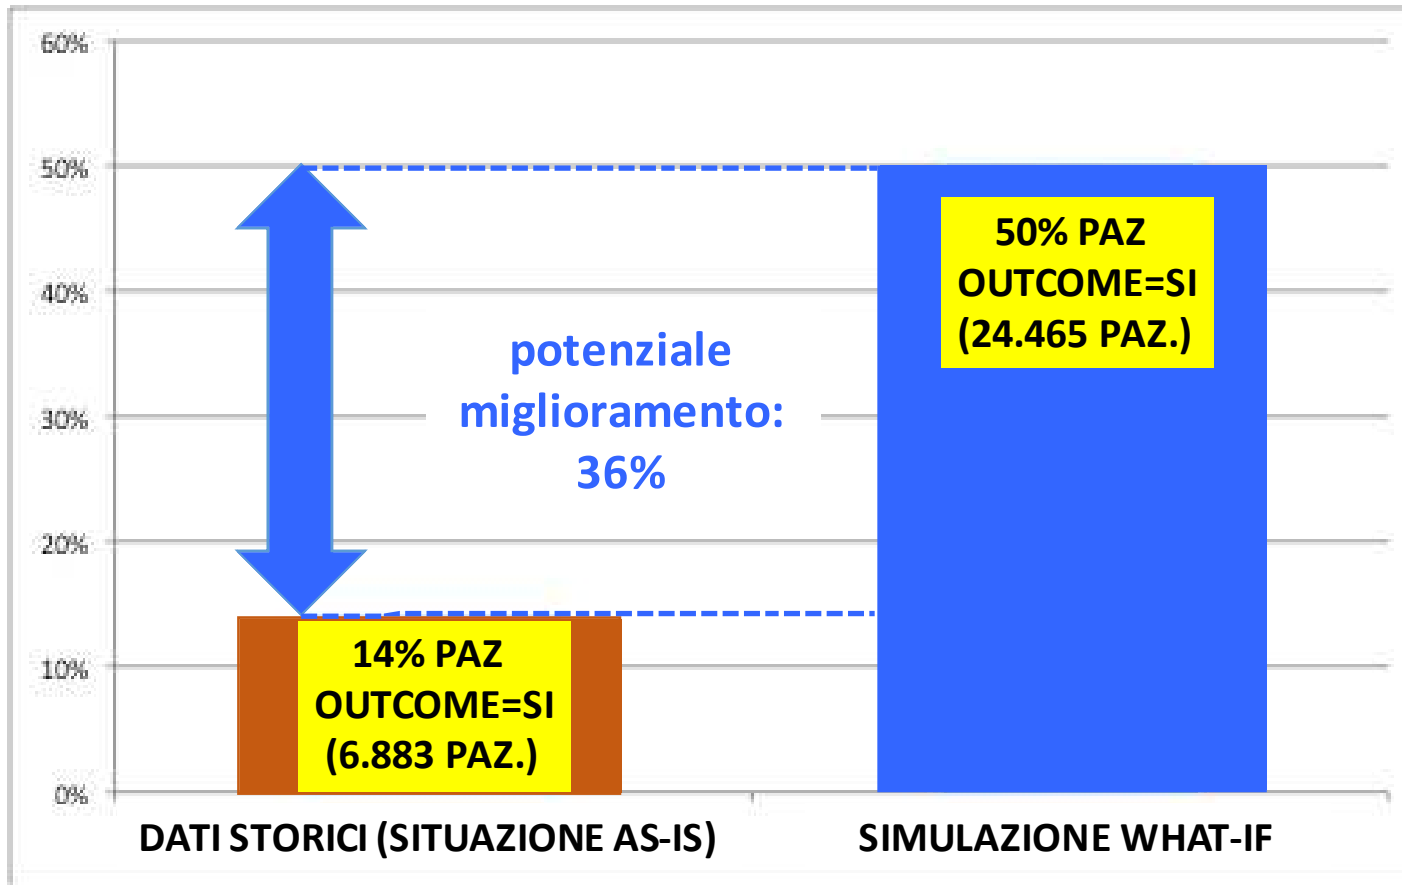 60%
50%
40%
30%
20%
10%
0%
50% PAZ
OUTCOME=SI
(24.465 PAZ.)
potenziale
miglioramento:
36%
14% PAZ
OUTCOME=SI
(6.883 PAZ.)
DATI STORICI (SITUAZIONE AS-IS)
SIMULAZIONE WHAT-IF